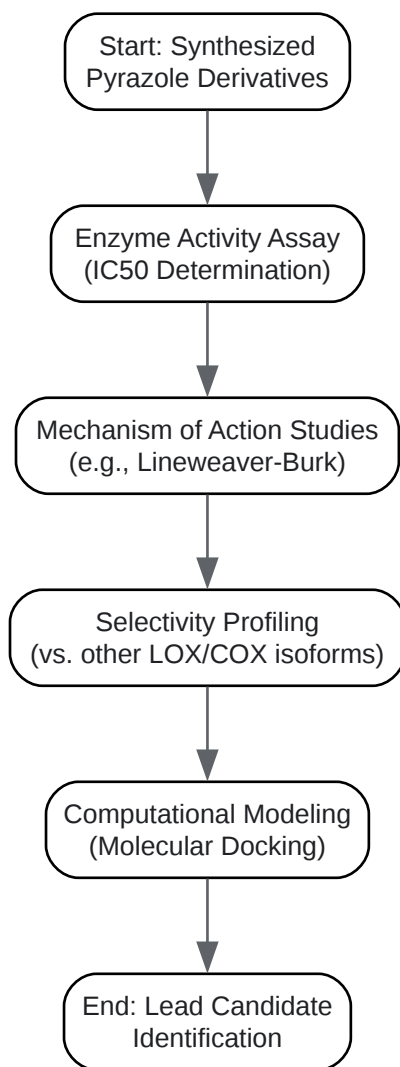 Start: Synthesized
Pyrazole Derivatives
Enzyme Activity Assay
(IC50 Determination)
Mechanism of Action Studies
(e.g., Lineweaver-Burk)
Selectivity Profiling
(vs. other LOX/COX isoforms)
Computational Modeling
(Molecular Docking)
End: Lead Candidate
Identification